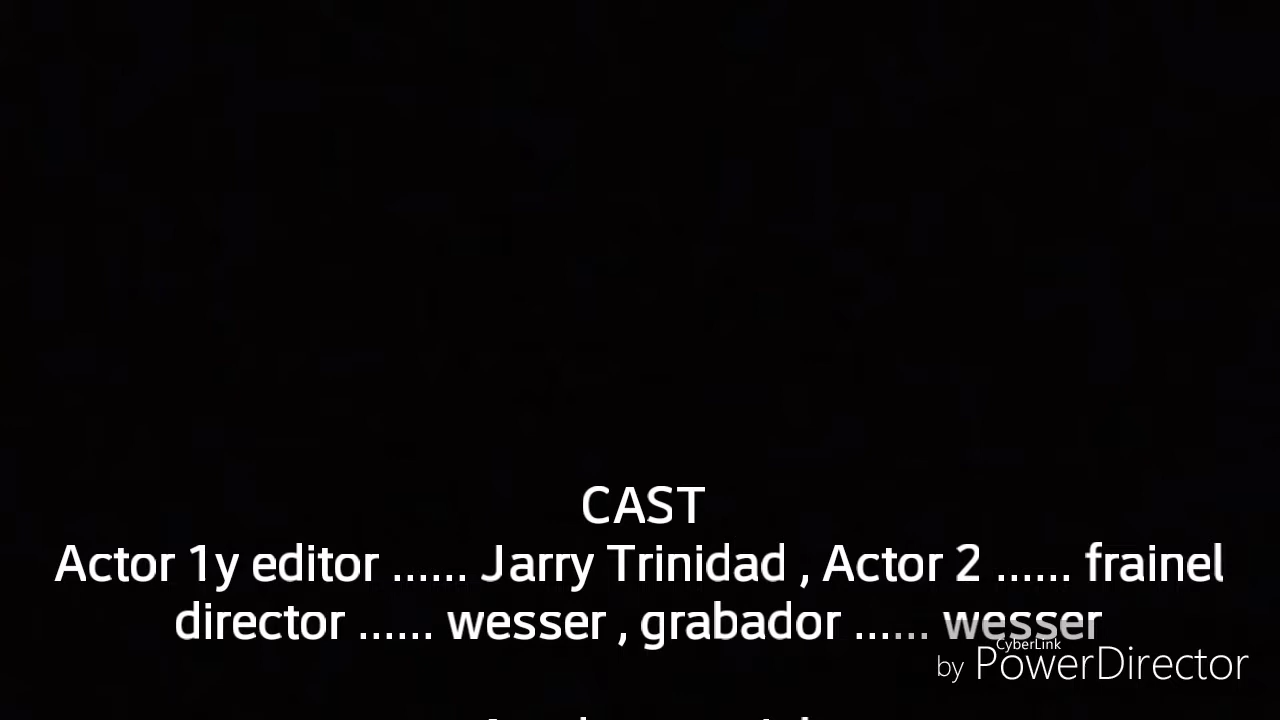 CAST
Actor 1y editor ...... Jarry Trinidad , Actor 2 ...... frainel
director ...... wesser , grabador ...... wesser
CyberLink
by PowerDirector